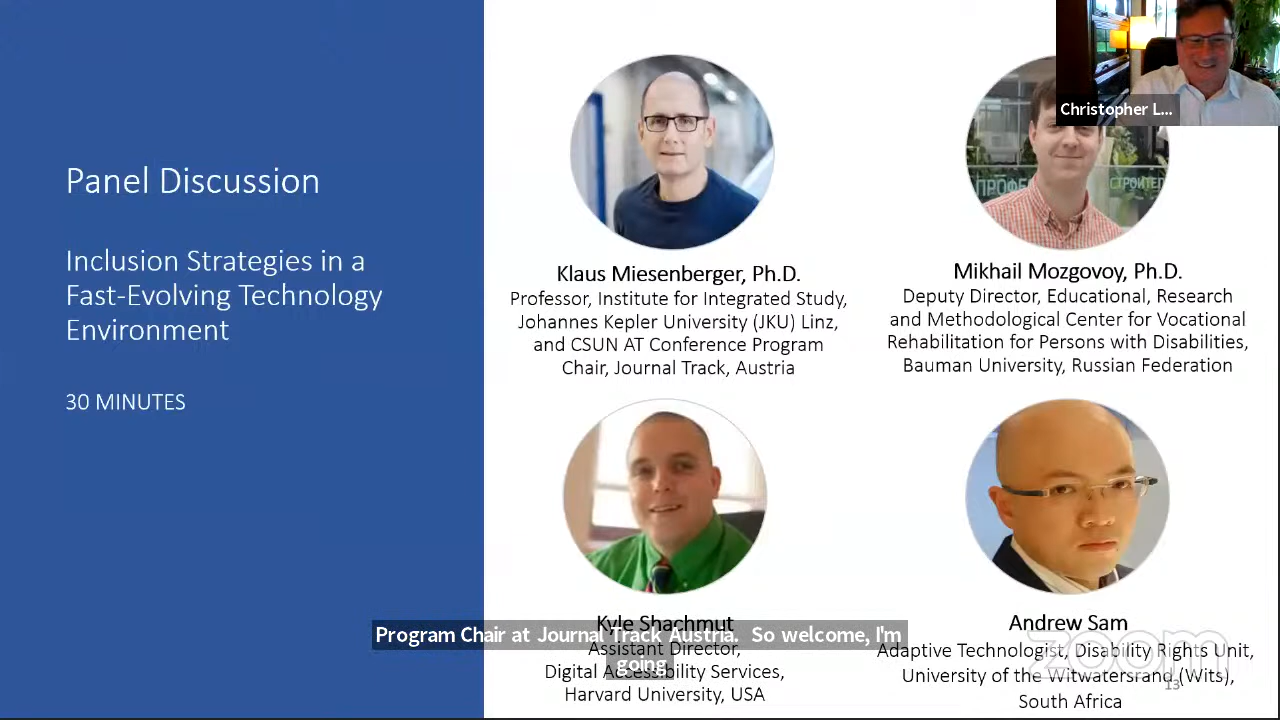 Panel Discussion
Inclusion Strategies in a
Fast-Evolving Technology
Environment
30 MINUTES
Christopher L...
ПРОФЕ
СТРОИТЕЛ
Klaus Miesenberger, Ph.D.
Professor, Institute for Integrated Study,
Johannes Kepler University (JKU) Linz,
and CSUN AT Conference Program
Chair, Journal Track, Austria
Mikhail Mozgovoy, Ph.D.
Deputy Director, Educational, Research
and Methodological Center for Vocational
Rehabilitation for Persons with Disabilities,
Bauman University, Russian Federation
Kyle Shachmut
Assistant Director,
Digital Accessibility Services,
Harvard University, USA
Andrew Sam
Adaptive Technologist, Disability Rights Unit,
University of the Witwatersrand (Wits),
South Africa
Program Chair at Journal Track Austria. So welcome, I'm
going
zoom
13